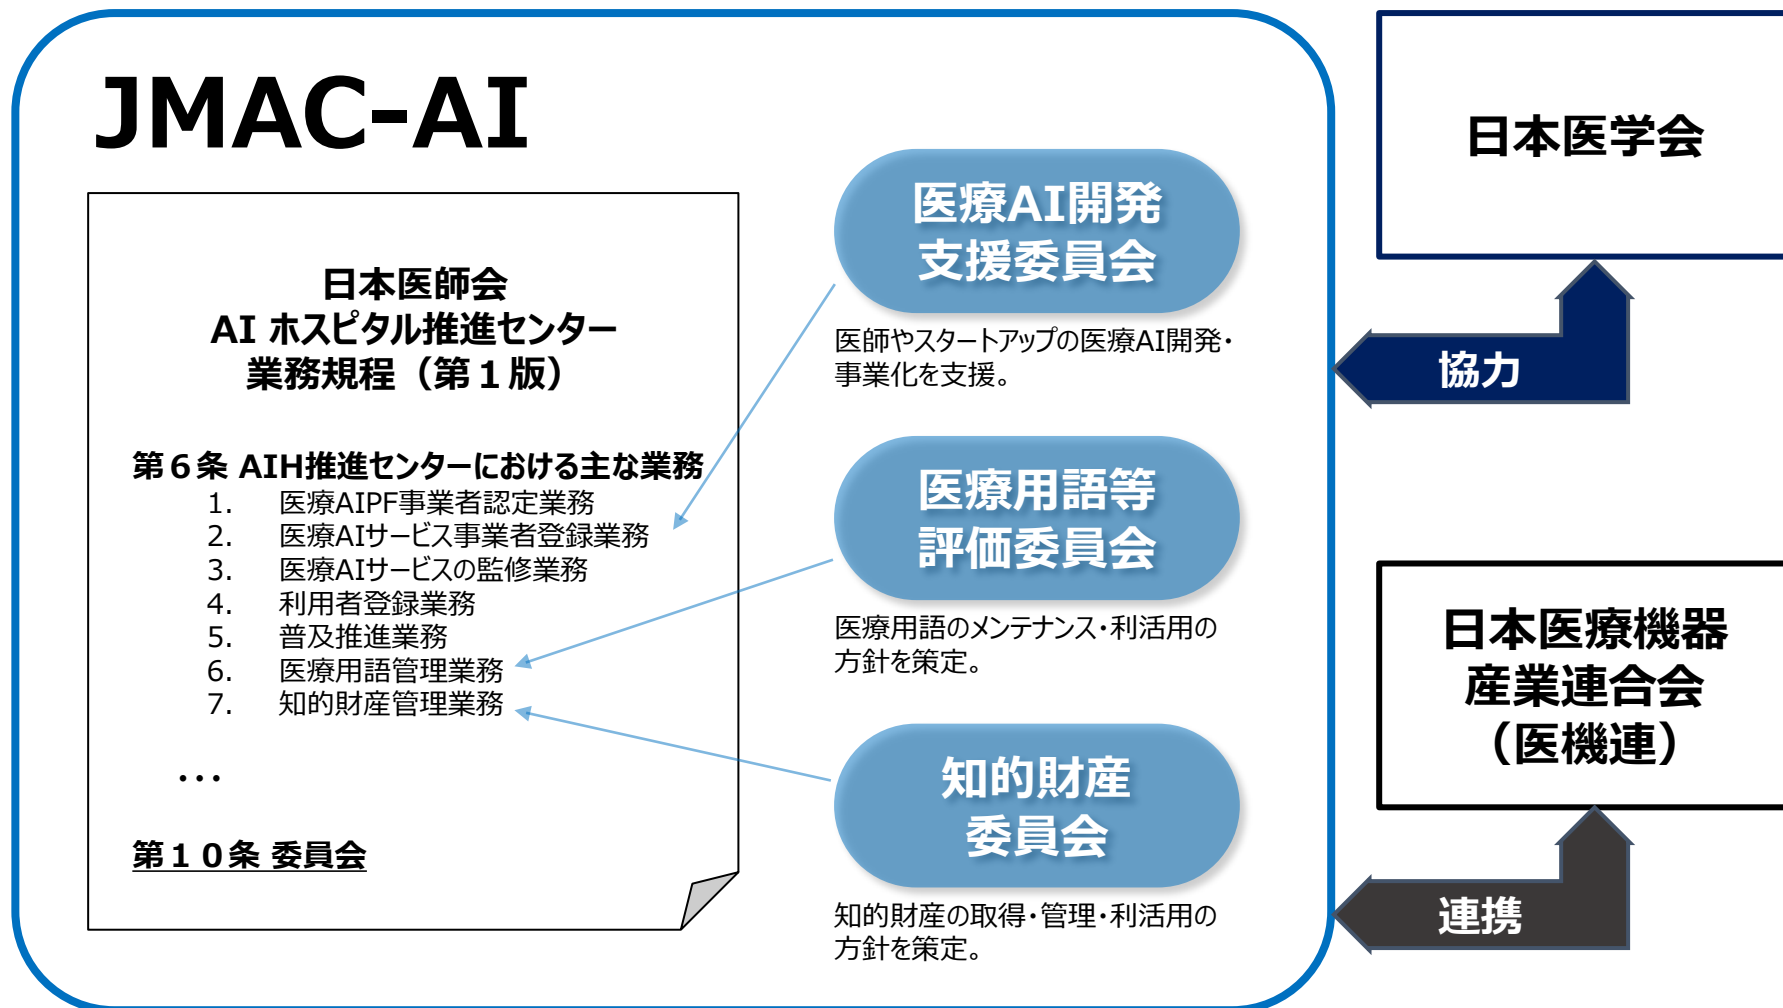 JMAC-AI
日本医師会
AI ホスピタル推進センター
業務規程（第１版）
第６条 AIH推進センターにおける主な業務
1. 医療AIPF事業者認定業務
2. 医療AIサービス事業者登録業務
3. 医療AIサービスの監修業務
4. 利用者登録業務
5. 普及推進業務
6. 医療用語管理業務
7. 知的財産管理業務
・・・
第１０条 委員会
医療AI開発
支援委員会
医師やスタートアップの医療AI開発・
事業化を支援。
医療用語等
評価委員会
医療用語のメンテナンス・利活用の
方針を策定。
知的財産
委員会
知的財産の取得・管理・利活用の
方針を策定。
日本医学会
協力
日本医療機器
産業連合会
（医機連）
連携